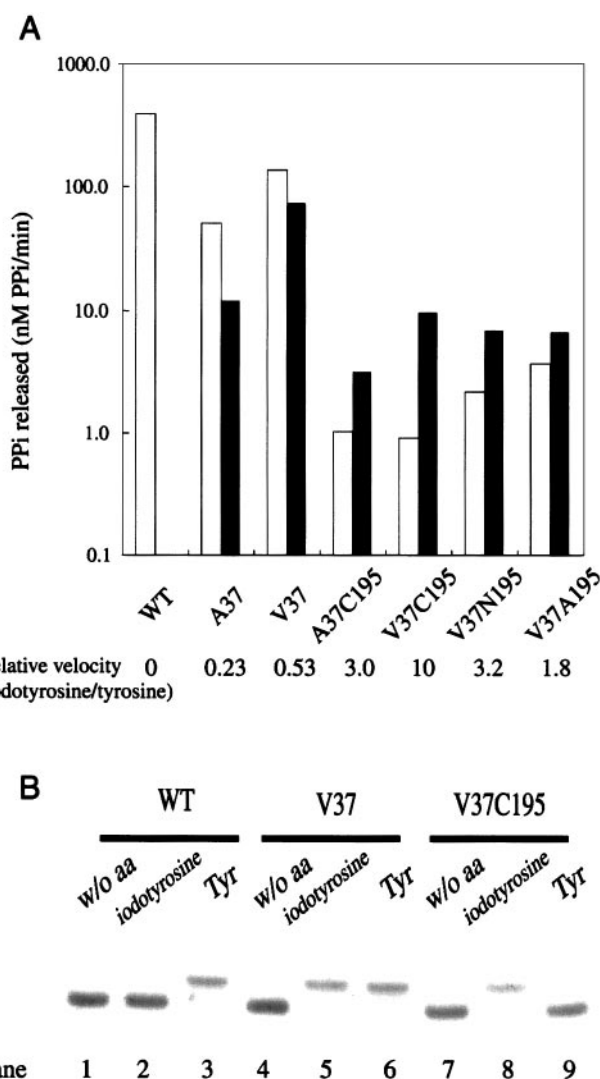 A
1000.0
100.0
10.0
1.0
0.1
PPi released (nM PPi/min)
WT A37 V37 A37C195 V37C195 V37N195 V37A195
elative velocity 0 0.23 0.53 3.0 10 3.2 1.8
dotyrosine/tyrosine)
B
WT V37 V37C195
w/o aa iodotyrosine Tyr w/o aa iodotyrosine Tyr w/o aa iodotyrosine Tyr
ane 1 2 3 4 5 6 7 8 9